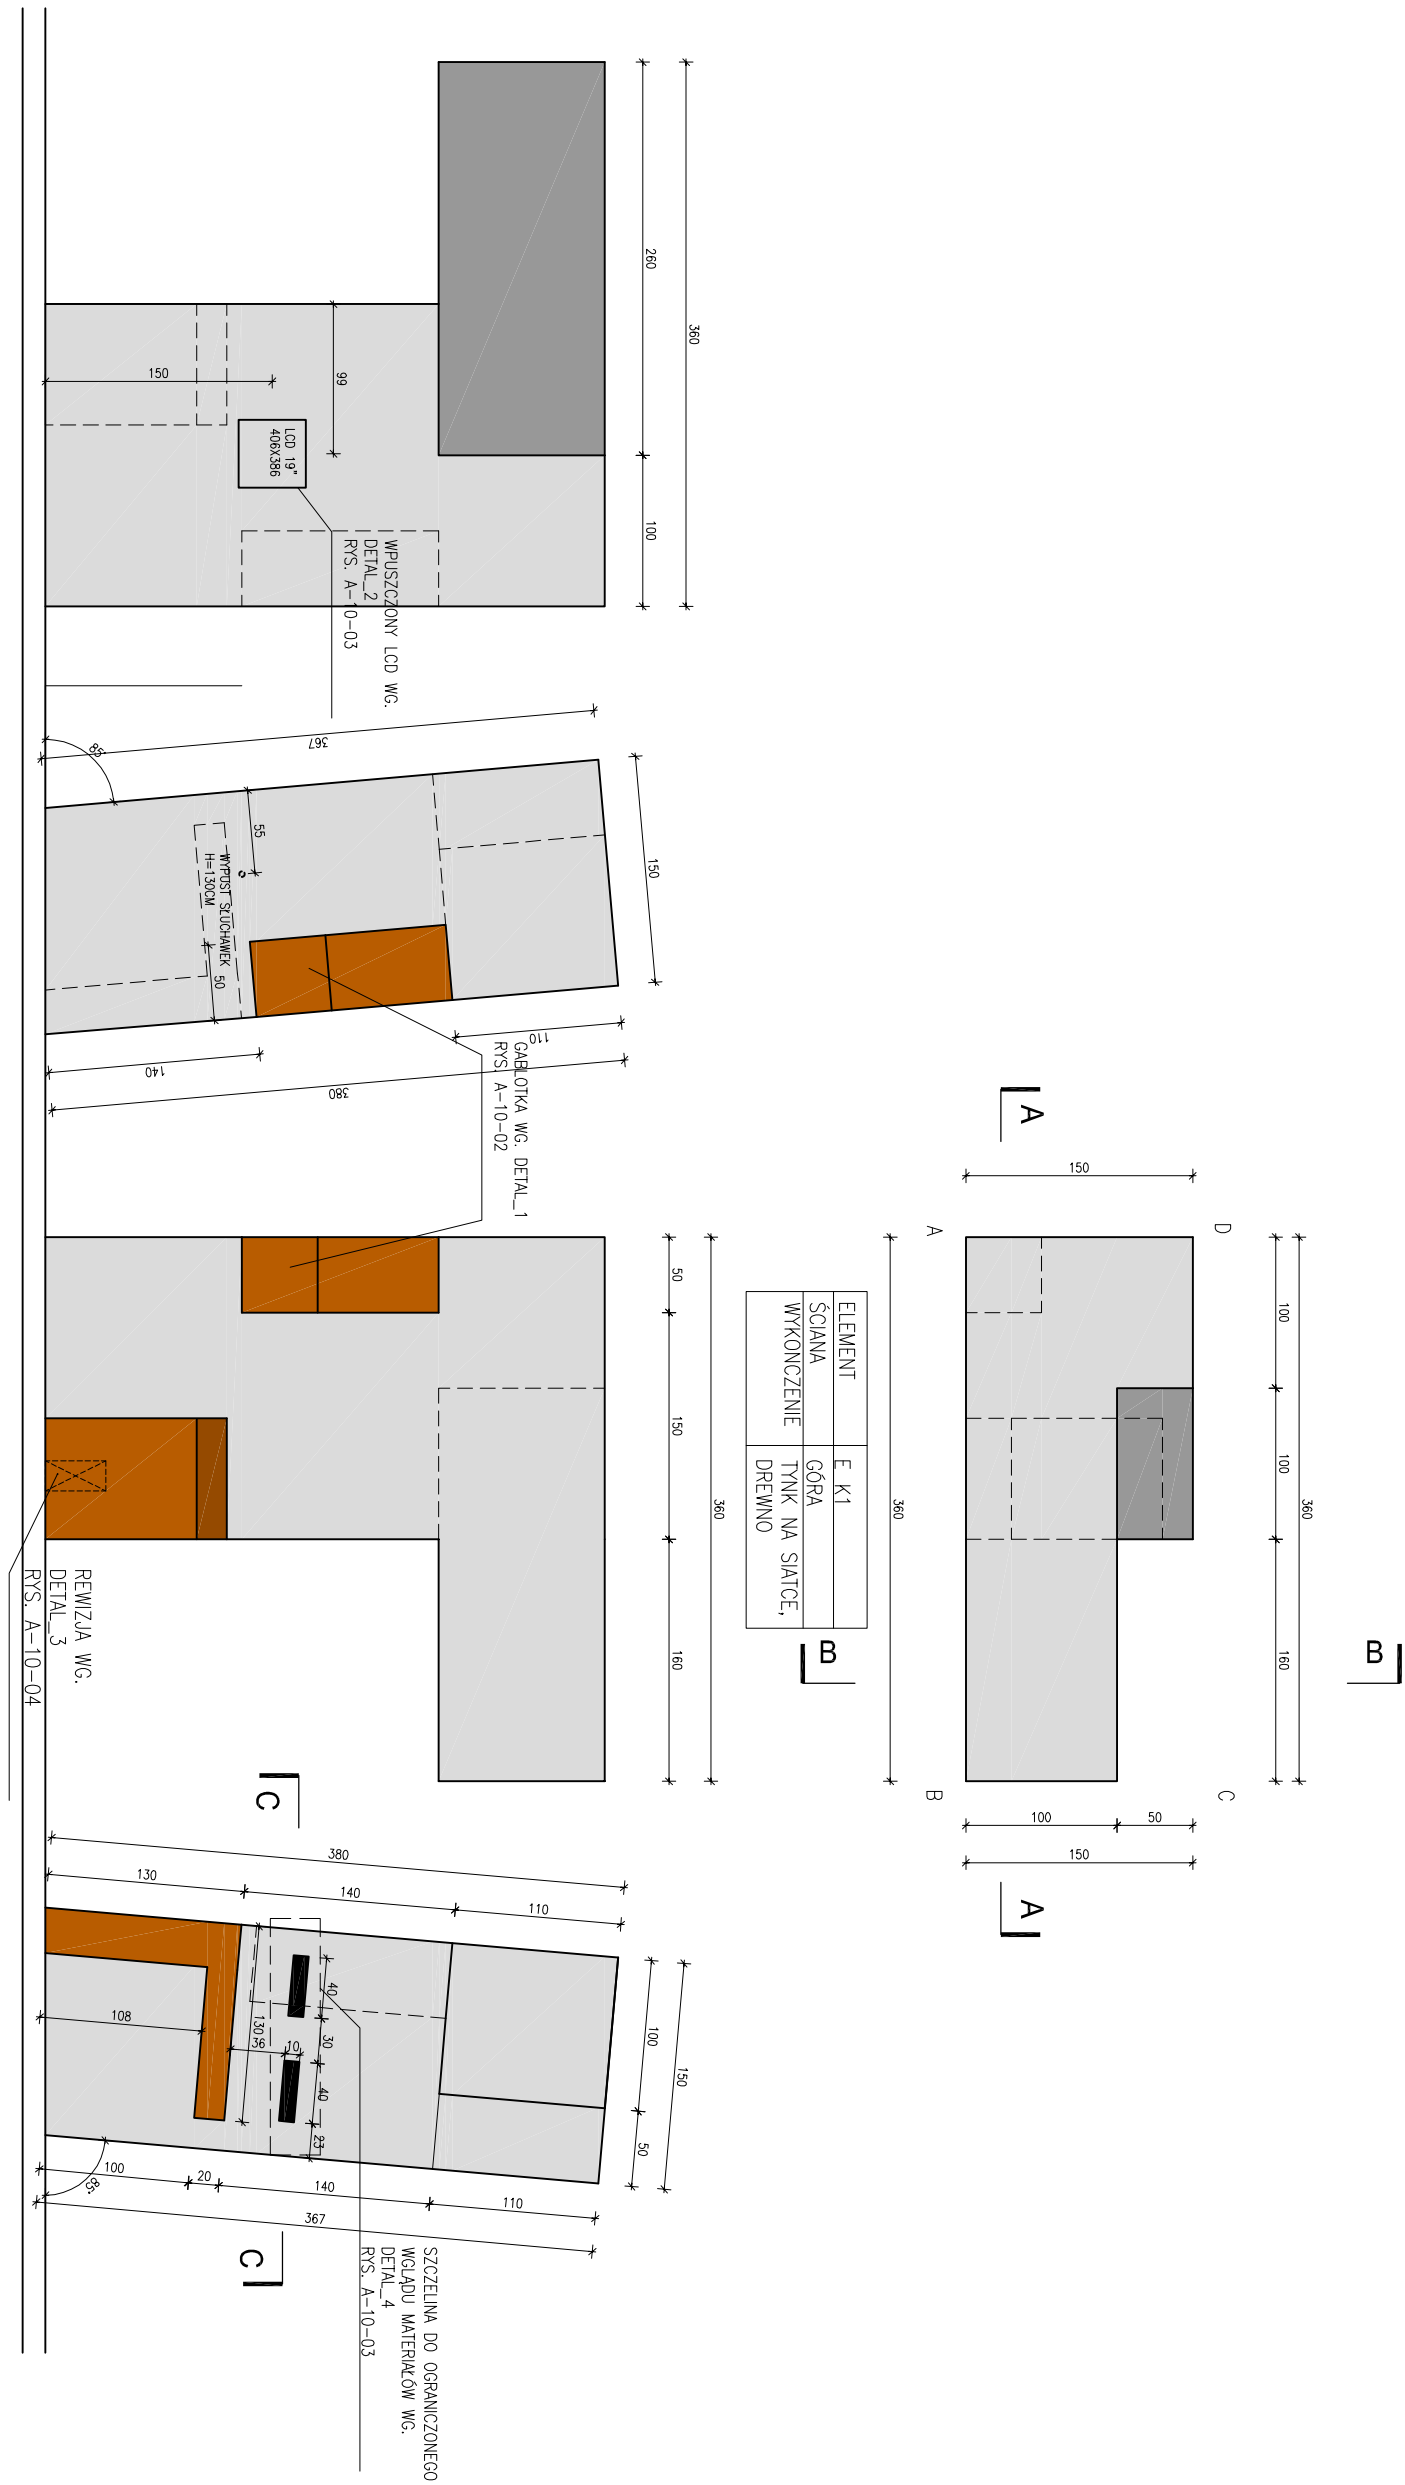 360
260
100
150
99
LCD 19"
406X386
WPUSZCZONY LCD WG.
DETAL_2
RYS. A-10-03
367
85°
150
55
WYPUST SŁUCHAWEK
H=130CM
50
110
140
380
GABLOTKA WG. DETAL_1
RYS. A-10-02
50
150
160
360
REWIZJA WG.
DETAL_3
RYS. A-10-04
A
150
D
A
100
100
160
360
360
B
C
100
50
150
A
B
B
ELEMENT
E_K1
ŚCIANA
GÓRA
WYKONCZENIE
TYNK NA SIATCE,
DREWNO
C
380
130
140
110
40
30
40
23
130
36
10
108
100
50
150
85°
100
20
140
110
367
C
SZCZELINA DO OGRANICZONEGO
WGLĄDU MATERIAŁÓW WG.
DETAL_4
RYS. A-10-03